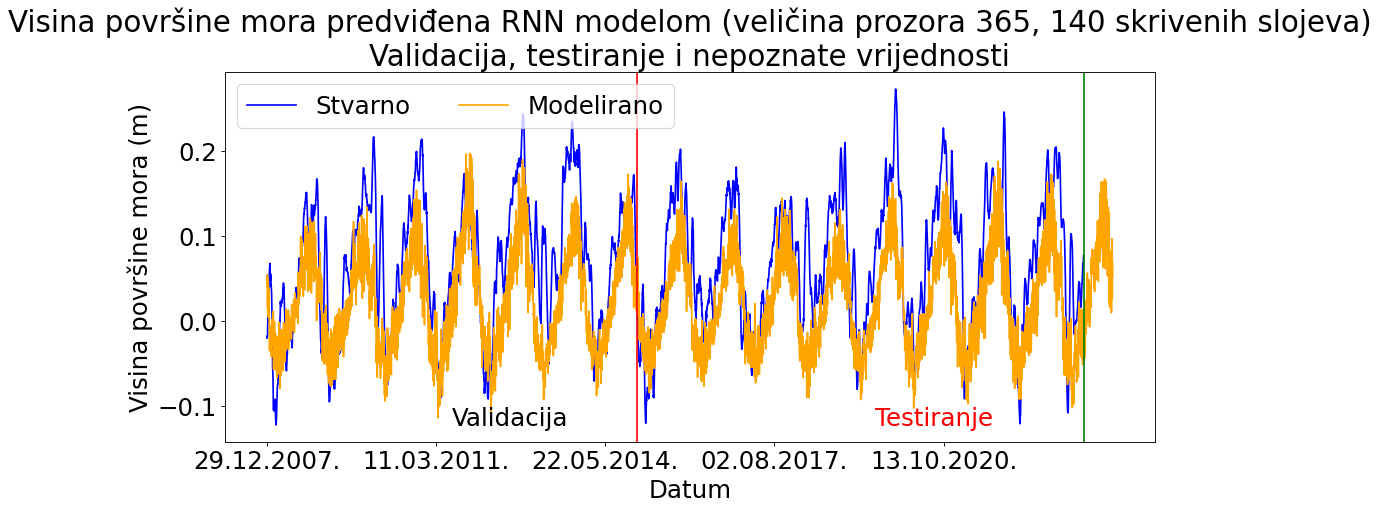 Visina površine mora predviđena RNN modelom (veličina prozora 365, 140 skrivenih slojeva)
Validacija, testiranje i nepoznate vrijednosti
Stvarno
Modelirano
Visina površine mora (m)
0.2
0.1
0.0
−0.1
Validacija
Testiranje
29.12.2007.
11.03.2011.
22.05.2014.
02.08.2017.
13.10.2020.
Datum